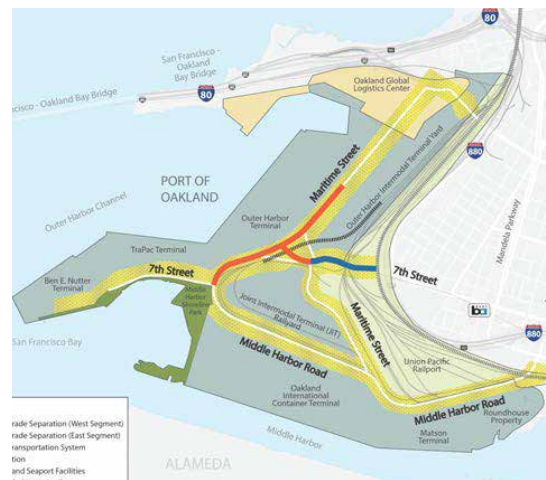 80
San Francisco -
Oakland
Bay Bridge
Francisco - Oakland Bay Bridge
80
Oakland Global
Logistics Center
880
Maritime Street
Outer Harbor Intermodal Terminal Yard
Mandela Parkway
PORT OF
OAKLAND
Outer Harbor Channel
Outer Harbor
Terminal
TraPac Terminal
7th Street
7th Street
Ben E. Nutter
Terminal
Middle
Harbor
Shoreline
Park
Joint Intermodal Terminal (JIT)
Railyard
Maritime Street
San Francisco Bay
Middle Harbor Road
Union Pacific
Railport
880
Oakland
International
Container Terminal
Middle Harbor Road
Roundhouse
Property
Matson
Terminal
Middle Harbor
ALAMEDA
rade Separation (West Segment)
rade Separation (East Segment)
ransportation System
tion
and Seaport Facilities